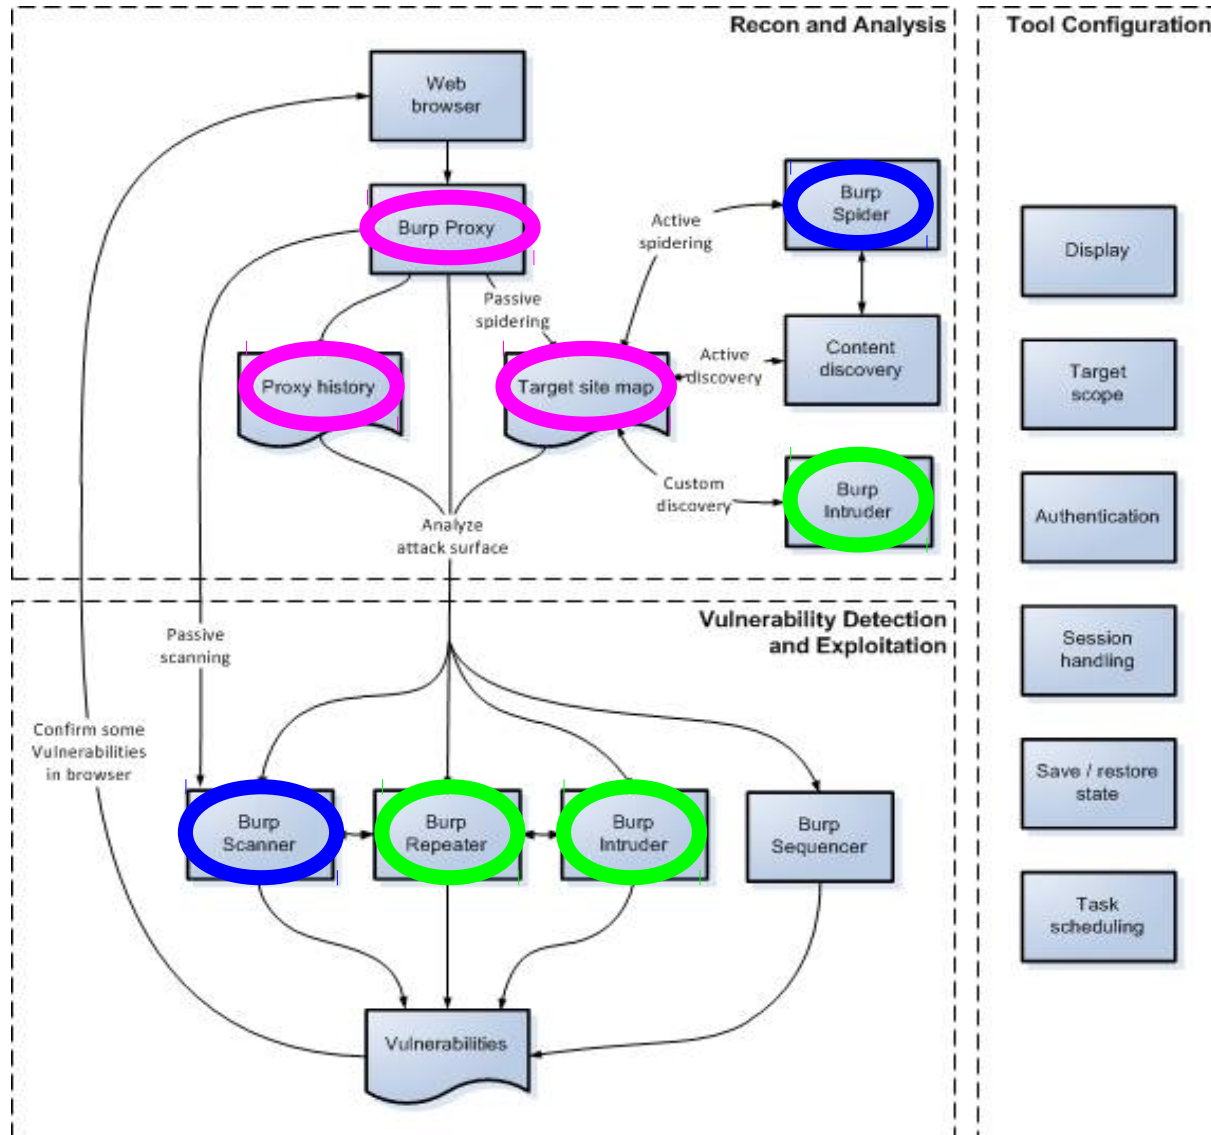 Recon and Analysis
Tool Configuration
Web
browser
Burp Proxy
Burp
Spider
Active
spidering
Passive
spidering
Proxy history
Target site map
Active
discovery
Content
discovery
Custom
discovery
Burp
Intruder
Analyze
attack surface
Display
Target
scope
Authentication
Session
handling
Save / restore
state
Task
scheduling
Vulnerability Detection
and Exploitation
Passive
scanning
Confirm some
Vulnerabilities
in browser
Burp
Scanner
Burp
Repeater
Burp
Intruder
Burp
Sequencer
Vulnerabilities